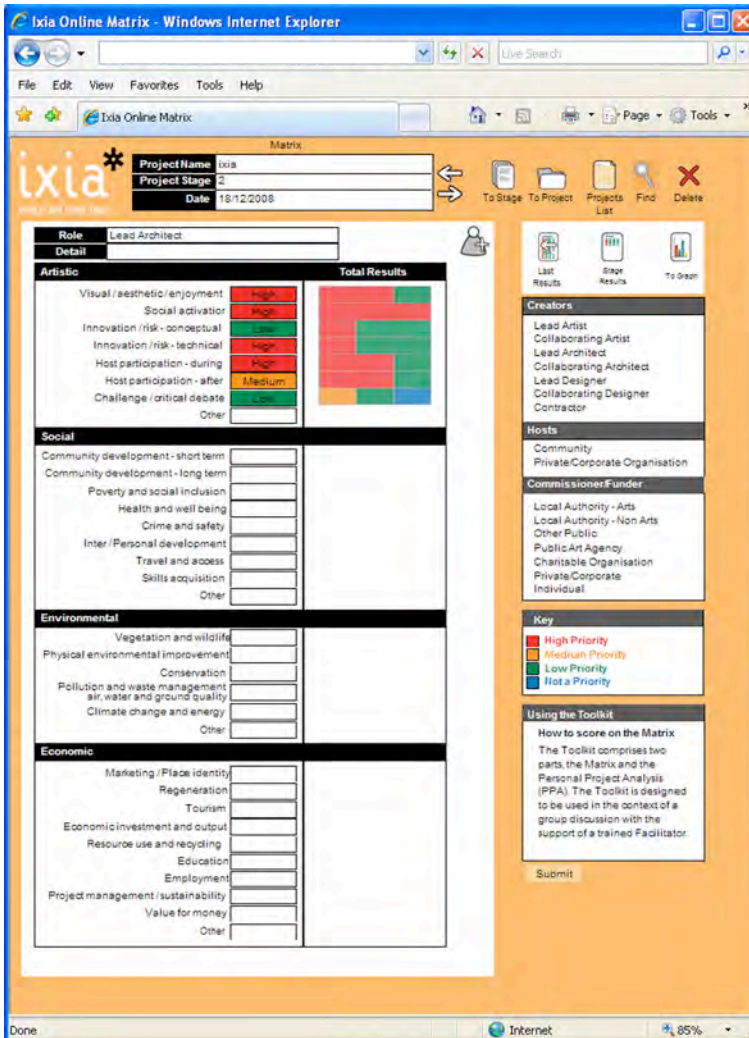 Ixia Online Matrix - Windows Internet Explorer
Live Search
File Edit View Favorites Tools Help
Ixia Online Matrix
Page Tools
Matrix
ixia*
Project Name ixia
Project Stage 2
Date 18/12/2008
To Stage To Project Projects List Find Delete
Role Lead Architect
Detail
Last Results Stage Results To Graph
Artistic Total Results
Visual/aesthetic/enjoyment High
Social activation High
Innovation/risk - conceptual Low
Innovation/risk - technical High
Host participation - during High
Host participation - after Medium
Challenge/critical debate Low
Other
Social
Community development - short term
Community development - long term
Poverty and social inclusion
Health and well being
Crime and safety
Inter/Personal development
Travel and access
Skills acquisition
Other
Environmental
Vegetation and wildlife
Physical environmental improvement
Conservation
Pollution and waste management
air, water and ground quality
Climate change and energy
Other
Economic
Marketing/Place identity
Regeneration
Tourism
Economic investment and output
Resource use and recycling
Education
Employment
Project management/sustainability
Value for money
Other
Creators
Lead Artist
Collaborating Artist
Lead Architect
Collaborating Architect
Lead Designer
Collaborating Designer
Contractor
Hosts
Community
Private/Corporate Organisation
Commissioner/Funder
Local Authority - Arts
Local Authority - Non Arts
Other Public
Public Art Agency
Charitable Organisation
Private/Corporate
Individual
Key
High Priority
Medium Priority
Low Priority
Not a Priority
Using the Toolkit
How to score on the Matrix
The Toolkit comprises two
parts, the Matrix and the
Personal Project Analysis
(PPA). The Toolkit is designed
to be used in the context of a
group discussion with the
support of a trained Facilitator.
Submit
Done Internet 85%